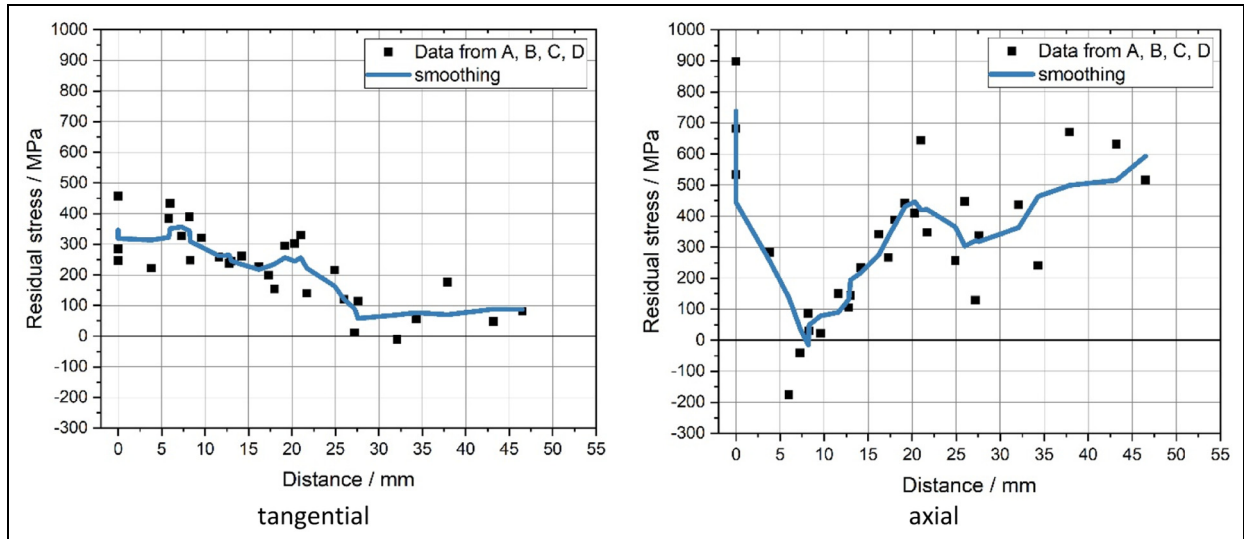 1000
900
800
700
600
500
400
300
200
100
0
-100
-200
-300
Residual stress / MPa
Data from A, B, C, D
smoothing
0 5 10 15 20 25 30 35 40 45 50 55
Distance / mm
tangential
1000
900
800
700
600
500
400
300
200
100
0
-100
-200
-300
Residual stress / MPa
Data from A, B, C, D
smoothing
0 5 10 15 20 25 30 35 40 45 50 55
Distance / mm
axial